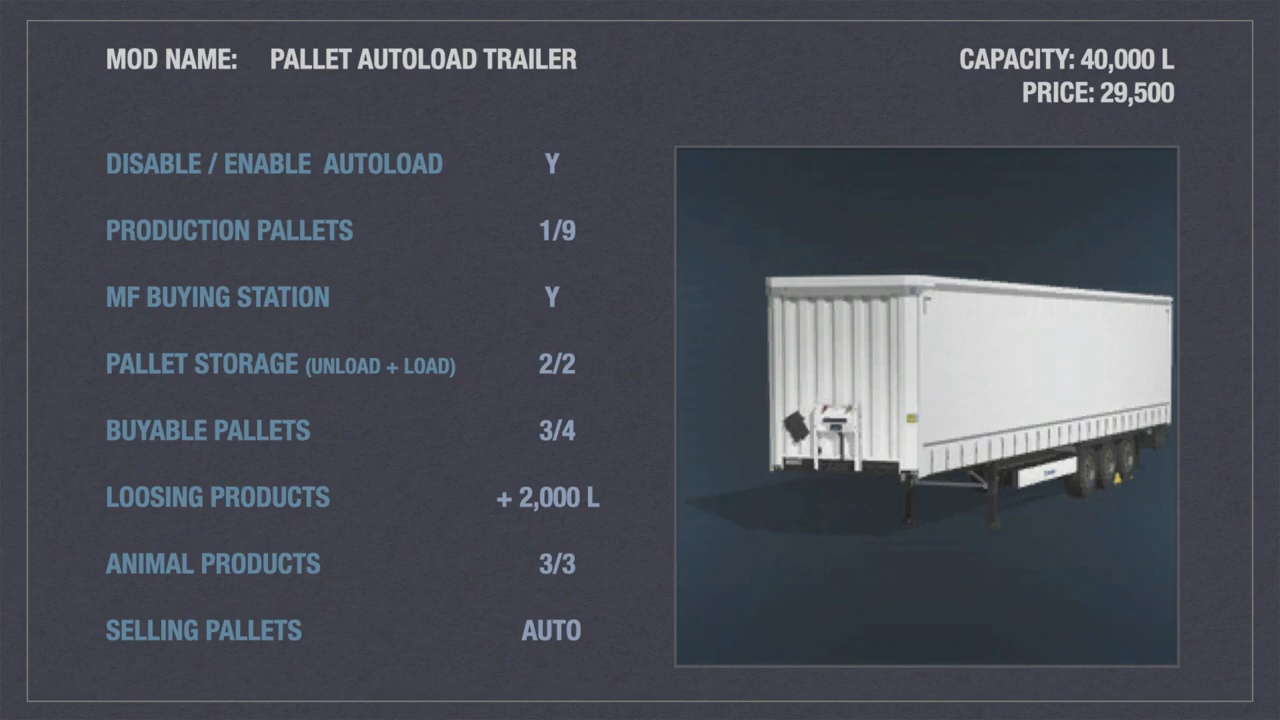 MOD NAME: PALLET AUTOLOAD TRAILER
CAPACITY: 40,000 L
PRICE: 29,500
DISABLE / ENABLE AUTOLOAD Y
PRODUCTION PALLETS 1/9
MF BUYING STATION Y
PALLET STORAGE (UNLOAD + LOAD) 2/2
BUYABLE PALLETS 3/4
LOOSING PRODUCTS + 2,000 L
ANIMAL PRODUCTS 3/3
SELLING PALLETS AUTO